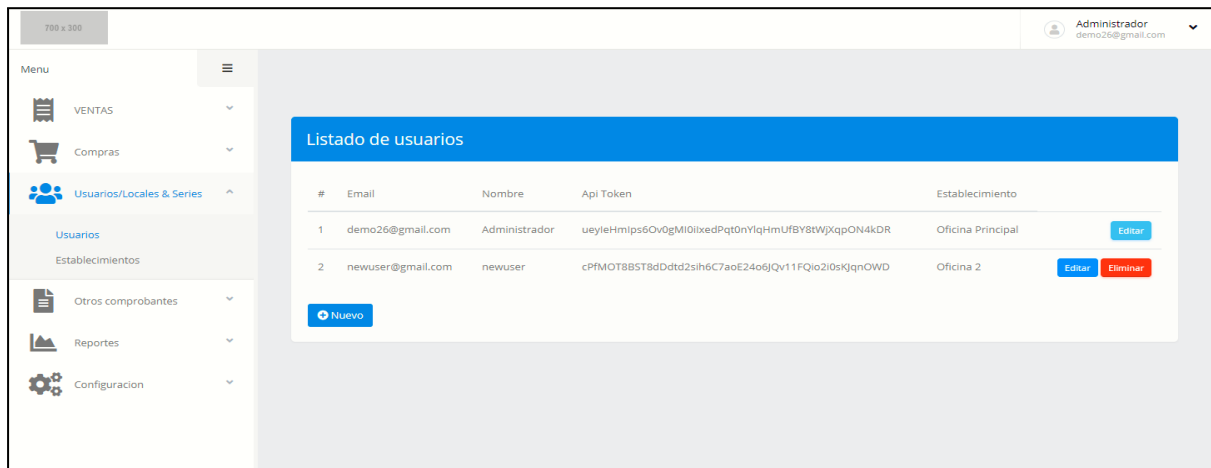 700 x 300
Administrador
demo26@gmail.com
Menu
VENTAS
Compras
Usuarios/Locales & Series
Usuarios
Establecimientos
Otros comprobantes
Reportes
Configuracion
Listado de usuarios
# Email Nombre Api Token Establecimiento
1 demo26@gmail.com Administrador ueyIeHmIps6Ov0gMI0iIxedPqt0nYlqHmUfBY8tWjXqpON4kDR Oficina Principal Editar
2 newuser@gmail.com newuser cPfMOT8BST8dDdtd2sih6C7aoE24o6JQv11FQio2i0sKJqnOWD Oficina 2 Editar Eliminar
Nuevo